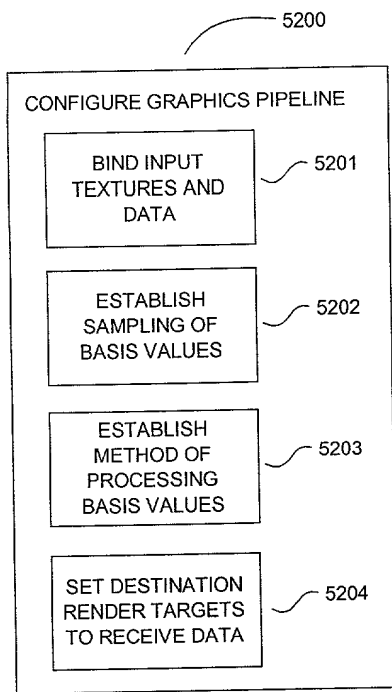 5200
CONFIGURE GRAPHICS PIPELINE
BIND INPUT
TEXTURES AND
DATA
5201
ESTABLISH
SAMPLING OF
BASIS VALUES
5202
ESTABLISH
METHOD OF
PROCESSING
BASIS VALUES
5203
SET DESTINATION
RENDER TARGETS
TO RECEIVE DATA
5204